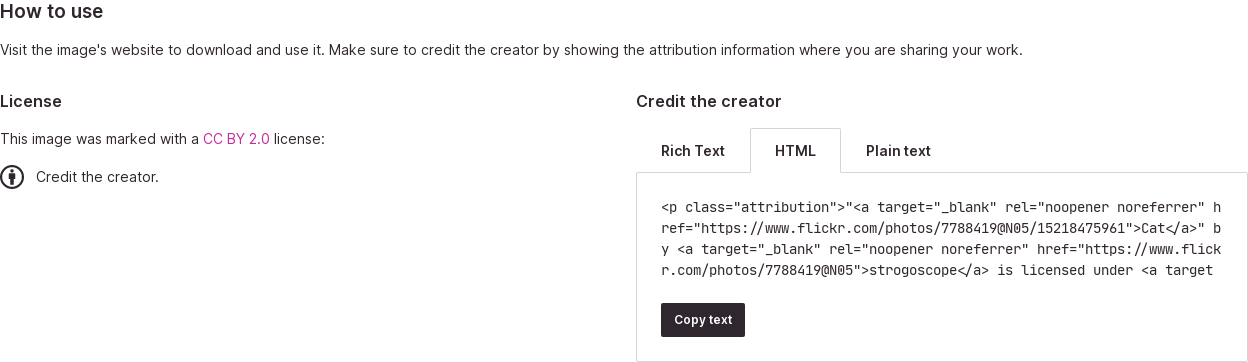 How to use
Visit the image's website to download and use it. Make sure to credit the creator by showing the attribution information where you are sharing your work.
License
This image was marked with a CC BY 2.0 license:
Credit the creator.
Credit the creator
Rich Text
HTML
Plain text
<p class="attribution">"<a target="_blank" rel="noopener noreferrer" h
ref="https://www.flickr.com/photos/7788419@N05/15218475961">Cat</a>" b
y <a target="_blank" rel="noopener noreferrer" href="https://www.flick
r.com/photos/7788419@N05">strogoscope</a> is licensed under <a target
Copy text